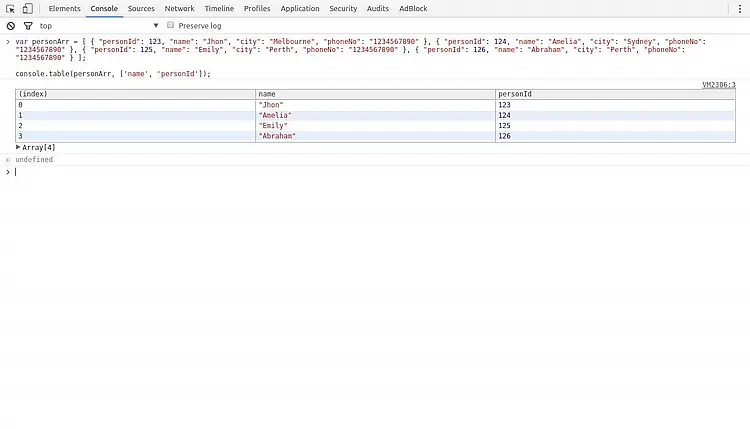 Elements Console Sources Network Timeline Profiles Application Security Audits AdBlock
top ▼ Preserve log
> var personArr = [ { "personId": 123, "name": "Jhon", "city": "Melbourne", "phoneNo": "1234567890" }, { "personId": 124, "name": "Amelia", "city": "Sydney", "phoneNo":
"1234567890" }, { "personId": 125, "name": "Emily", "city": "Perth", "phoneNo": "1234567890" }, { "personId": 126, "name": "Abraham", "city": "Perth", "phoneNo":
"1234567890" } ];
console.table(personArr, ['name', 'personId']);
VM2306:3
(index) name personId
0 "Jhon" 123
1 "Amelia" 124
2 "Emily" 125
3 "Abraham" 126
▶ Array[4]
undefined
>